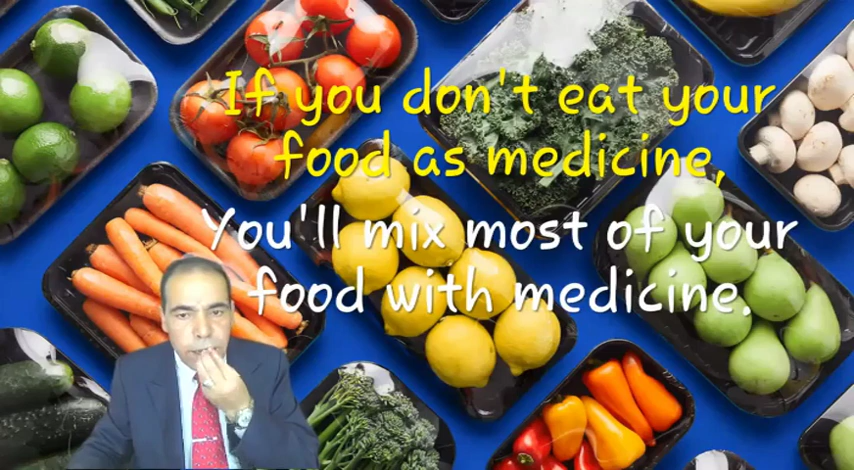 If you don't eat your
food as medicine,
You'll mix most of your
food with medicine.